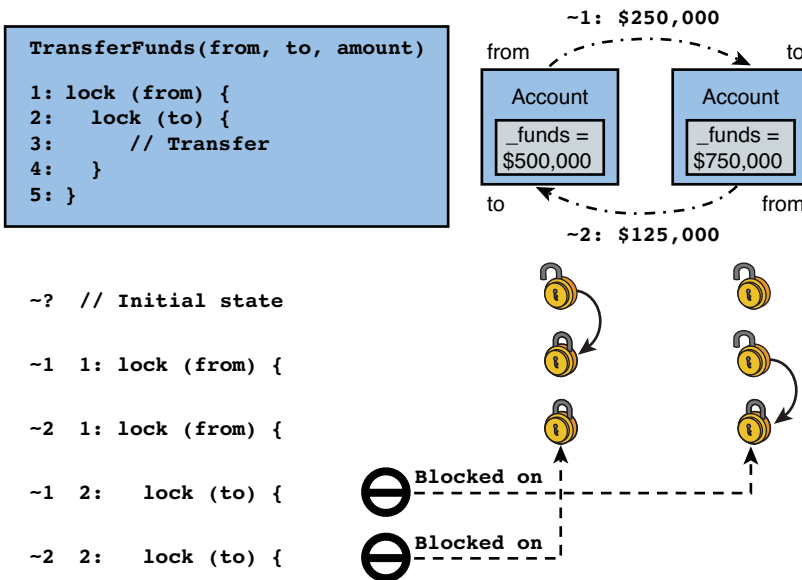 TransferFunds(from, to, amount)
1: lock (from) {
2:   lock (to) {
3:     // Transfer
4:   }
5: }
~1: $250,000
from
to
Account
Account
_funds =
$500,000
_funds =
$750,000
to
from
~2: $125,000
~?  // Initial state
~1  1: lock (from) {
~2  1: lock (from) {
~1  2:   lock (to) {
Blocked on
~2  2:   lock (to) {
Blocked on